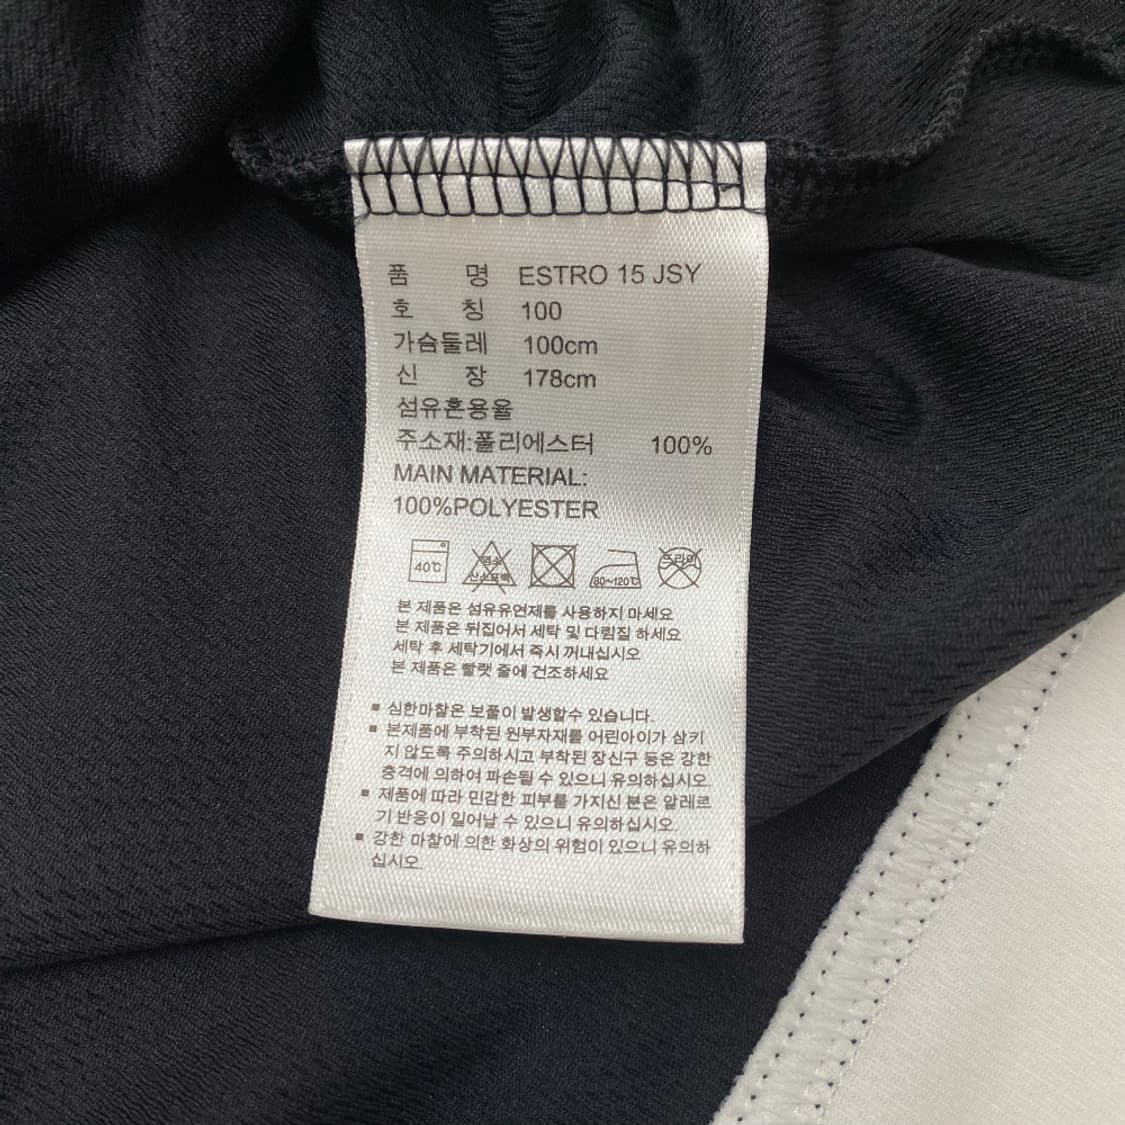 품 명 ESTRO 15 JSY
호 칭 100
가슴둘레 100cm
신 장 178cm
섬유혼용율
주소재:폴리에스터 100%
MAIN MATERIAL:
100%POLYESTER
40℃ 염소 산소표백 80~120℃ 드라이
본 제품은 섬유유연제를 사용하지 마세요
본 제품은 뒤집어서 세탁 및 다림질 하세요
세탁 후 세탁기에서 즉시 꺼내십시오
본 제품은 빨랫 줄에 건조하세요
▪ 심한마찰은 보풀이 발생할수 있습니다.
▪ 본제품에 부착된 원부자재를 어린아이가 삼키
지 않도록 주의하시고 부착된 장신구 등은 강한
충격에 의하여 파손될 수 있으니 유의하십시오.
▪ 제품에 따라 민감한 피부를 가지신 분은 알레르
기 반응이 일어날 수 있으니 유의하십시오.
▪ 강한 마찰에 의한 화상의 위험이 있으니 유의하
십시오.